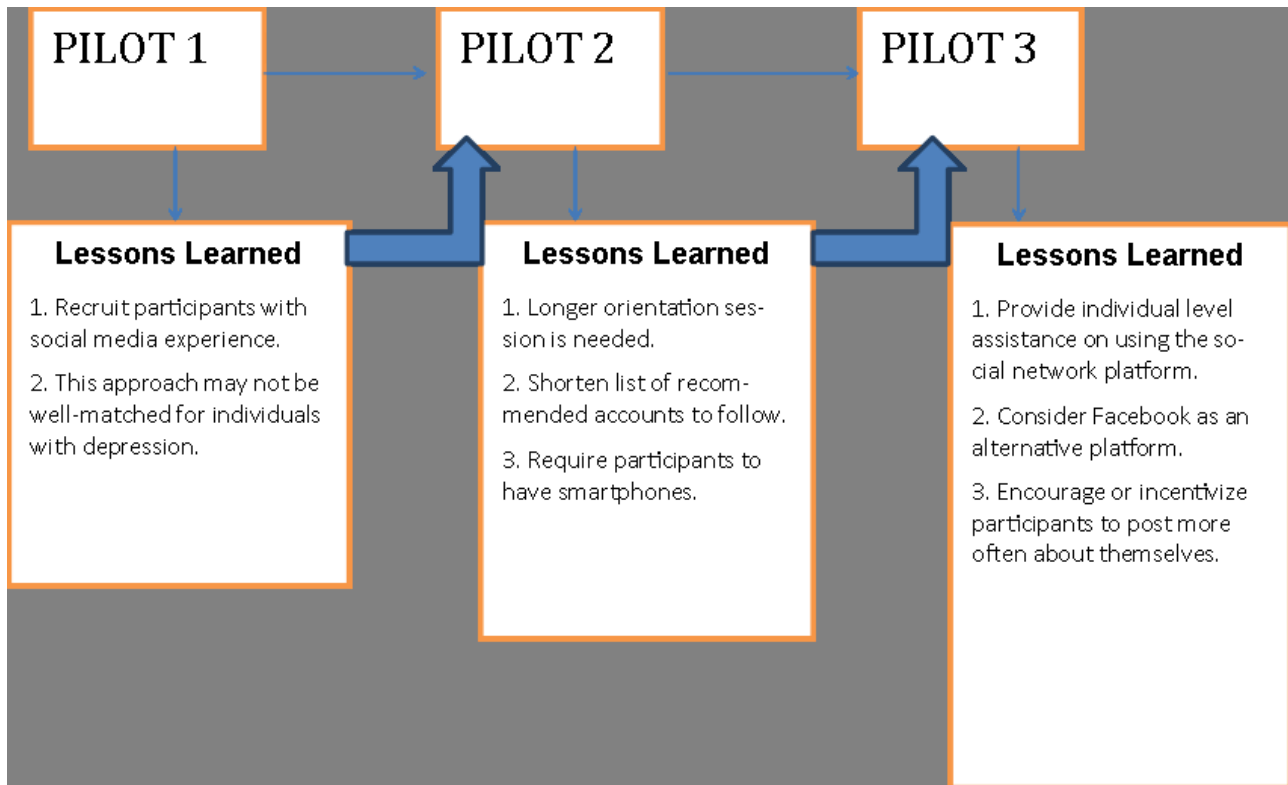 PILOT 1
PILOT 2
PILOT 3
Lessons Learned
1. Recruit participants with
social media experience.
2. This approach may not be
well-matched for individuals
with depression.
Lessons Learned
1. Longer orientation ses-
sion is needed.
2. Shorten list of recom-
mended accounts to follow.
3. Require participants to
have smartphones.
Lessons Learned
1. Provide individual level
assistance on using the so-
cial network platform.
2. Consider Facebook as an
alternative platform.
3. Encourage or incentivize
participants to post more
often about themselves.